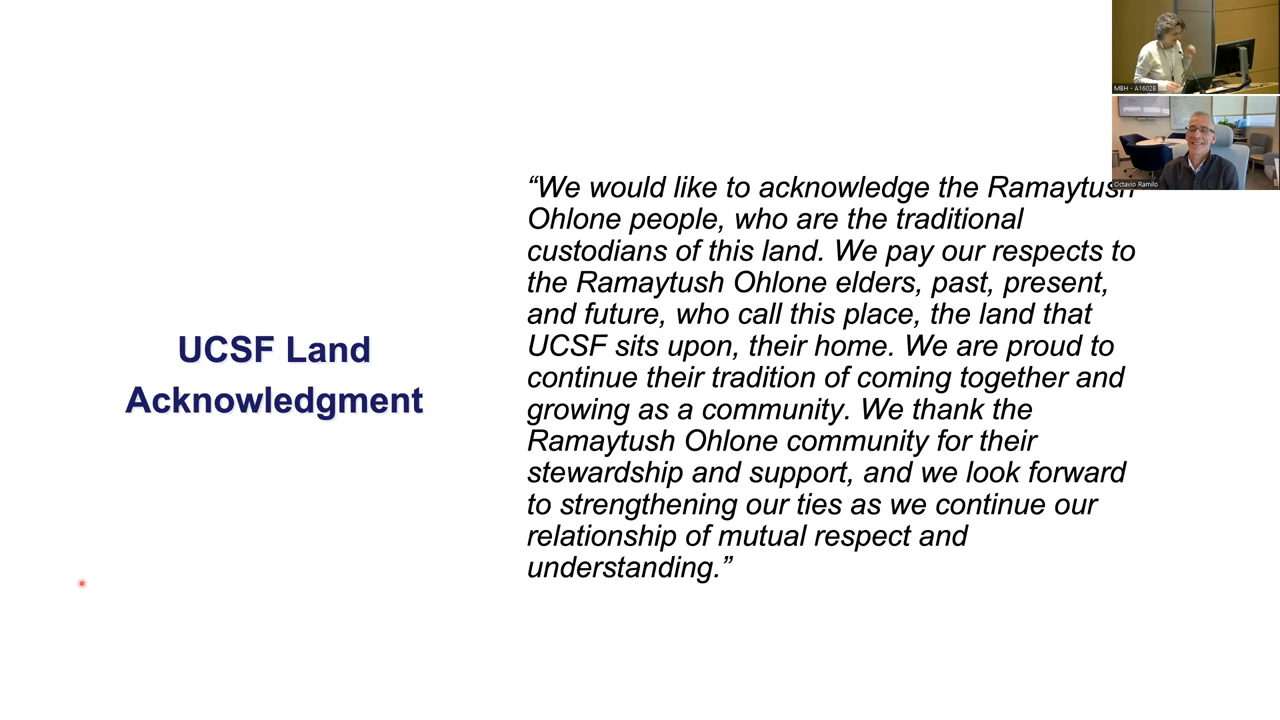 MBH - A16028
Octavio Ramilo
UCSF Land
Acknowledgment
“We would like to acknowledge the Ramaytush
Ohlone people, who are the traditional
custodians of this land. We pay our respects to
the Ramaytush Ohlone elders, past, present,
and future, who call this place, the land that
UCSF sits upon, their home. We are proud to
continue their tradition of coming together and
growing as a community. We thank the
Ramaytush Ohlone community for their
stewardship and support, and we look forward
to strengthening our ties as we continue our
relationship of mutual respect and
understanding.”